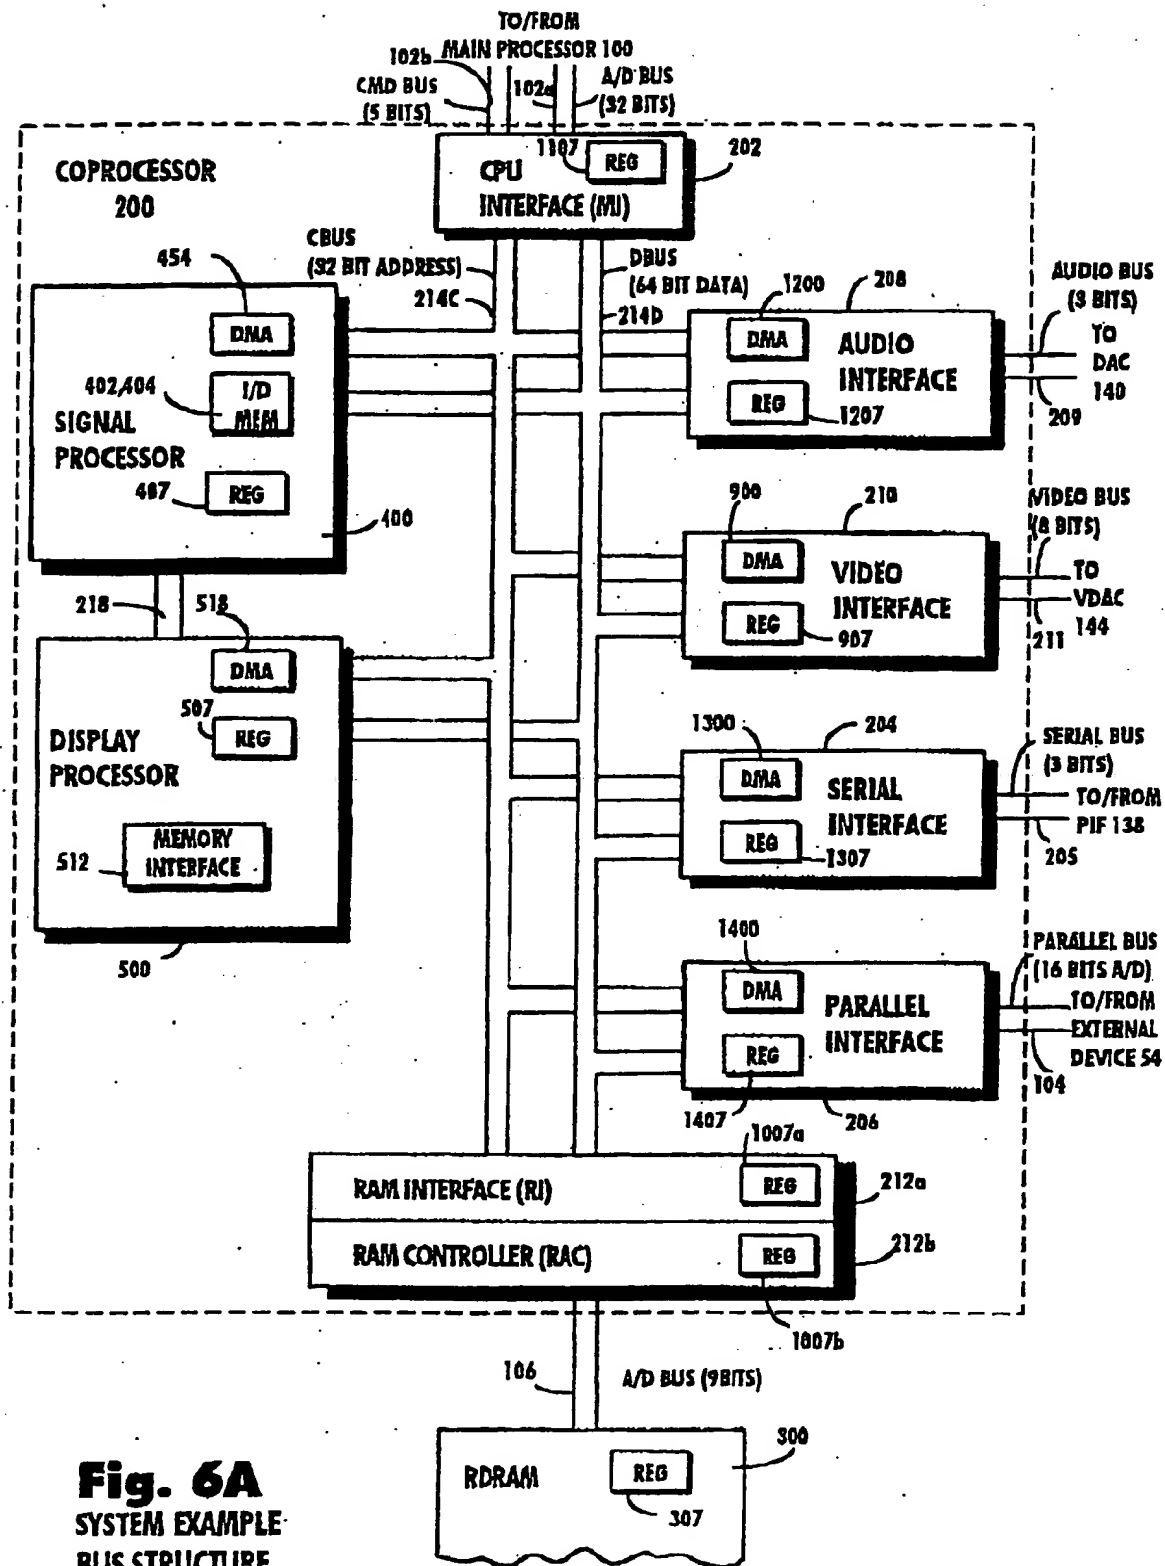 TO/FROM
MAIN PROCESSOR 100
102b
CMD BUS
(5 BITS)
102a
A/D BUS
(32 BITS)
COPROCESSOR
200
1107
REG
CPU
INTERFACE (MI)
202
CBUS
(32 BIT ADDRESS)
214C
DBUS
(64 BIT DATA)
214D
454
DMA
402,404
I/D
MEM
SIGNAL
PROCESSOR
407
REG
400
1200
208
DMA
AUDIO
INTERFACE
REG
1207
AUDIO BUS
(3 BITS)
TO
DAC
140
209
900
210
DMA
VIDEO
INTERFACE
REG
907
VIDEO BUS
(8 BITS)
TO
VDAC
144
211
218
518
DMA
507
REG
DISPLAY
PROCESSOR
MEMORY
INTERFACE
512
500
1300
204
DMA
SERIAL
INTERFACE
REG
1307
SERIAL BUS
(3 BITS)
TO/FROM
PIF 138
205
1400
DMA
PARALLEL
INTERFACE
REG
1407
206
PARALLEL BUS
(16 BITS A/D)
TO/FROM
EXTERNAL
DEVICE 54
104
1007a
RAM INTERFACE (RI)
REG
212a
RAM CONTROLLER (RAC)
REG
212b
1007b
106
A/D BUS (9BITS)
RDRAM
REG
300
307
Fig. 6A
SYSTEM EXAMPLE
BUS STRUCTURE